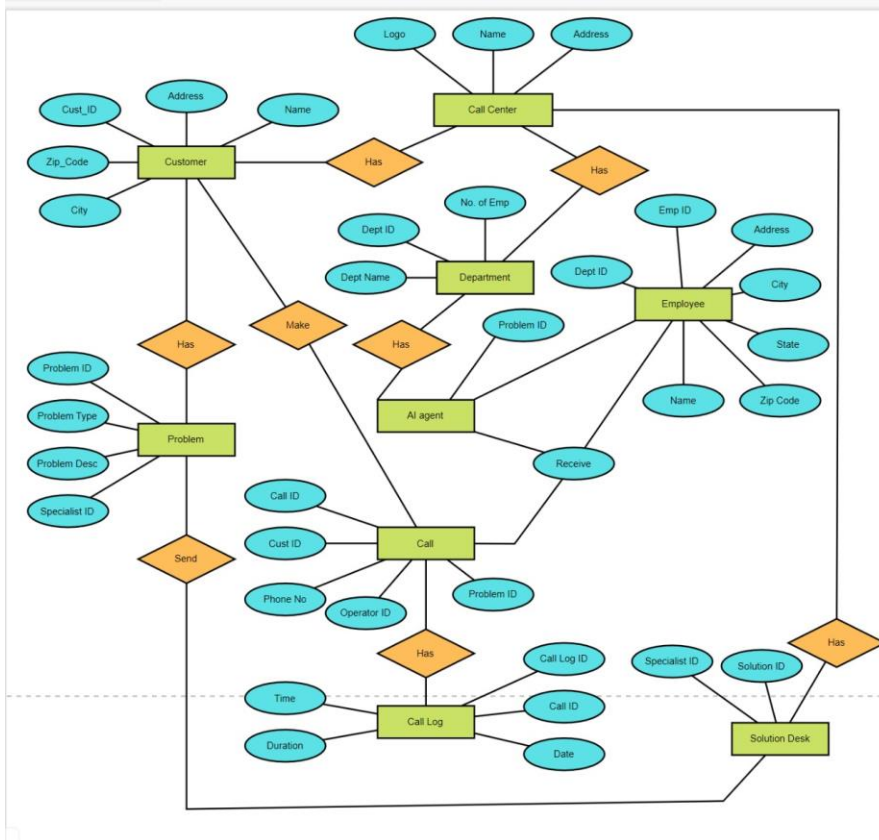 Logo
Name
Address
Call Center
Cust_ID
Address
Name
Zip_Code
Customer
City
Has
Has
No. of Emp
Dept ID
Dept Name
Department
Emp ID
Address
Dept ID
City
Employee
State
Name
Zip Code
Has
Make
Has
Problem ID
AI agent
Problem ID
Problem Type
Problem
Problem Desc
Specialist ID
Receive
Call ID
Cust ID
Call
Phone No
Operator ID
Problem ID
Send
Has
Has
Call Log ID
Time
Call ID
Call Log
Duration
Date
Specialist ID
Solution ID
Solution Desk